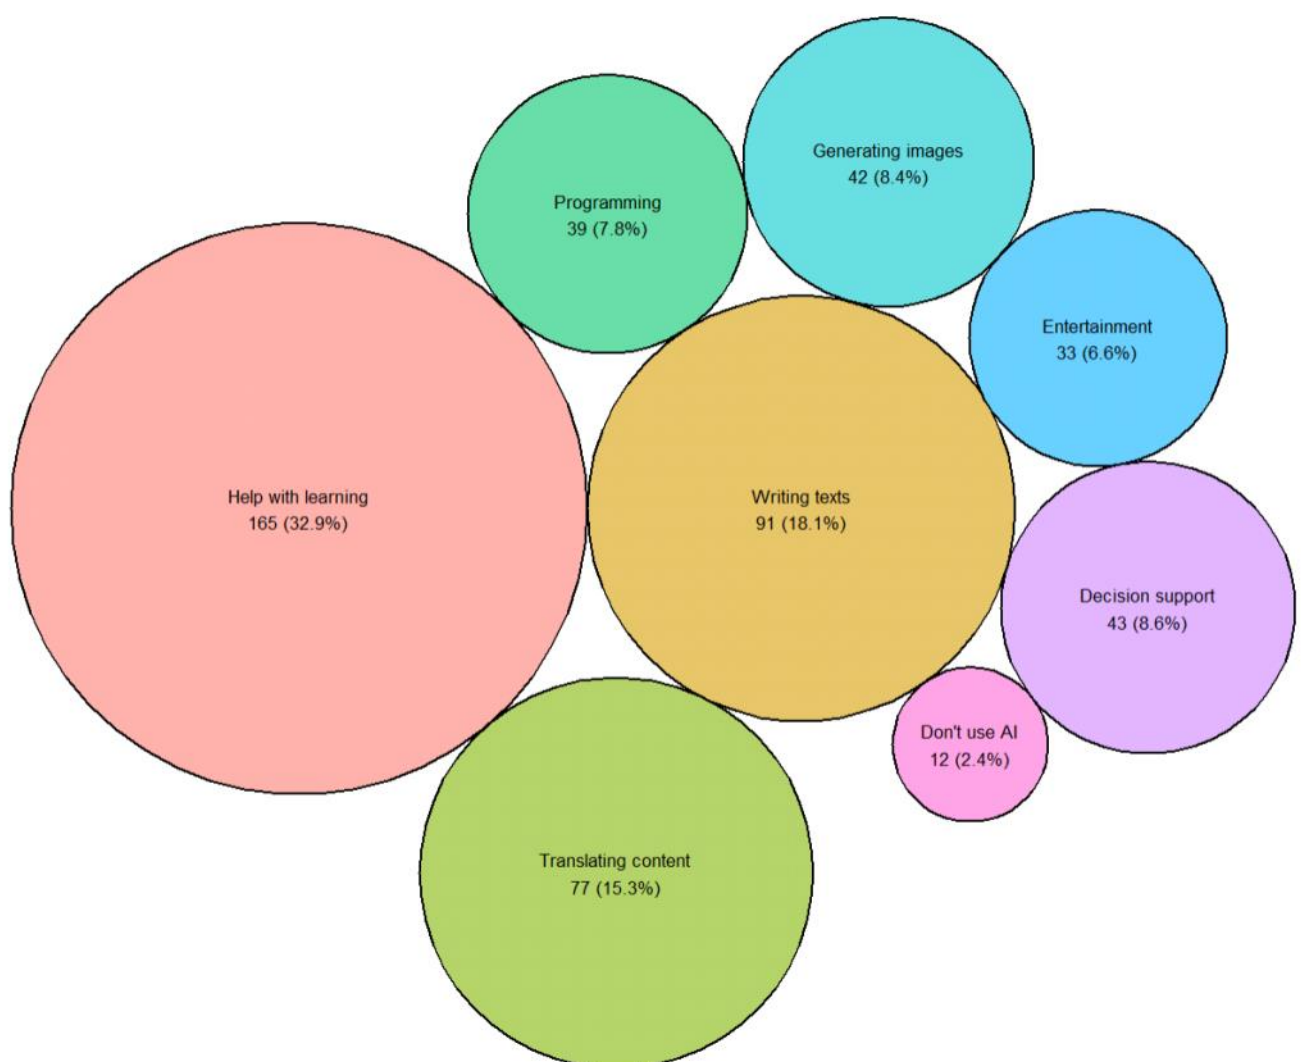 Generating images
42 (8.4%)
Programming
39 (7.8%)
Entertainment
33 (6.6%)
Help with learning
165 (32.9%)
Writing texts
91 (18.1%)
Decision support
43 (8.6%)
Don't use AI
12 (2.4%)
Translating content
77 (15.3%)